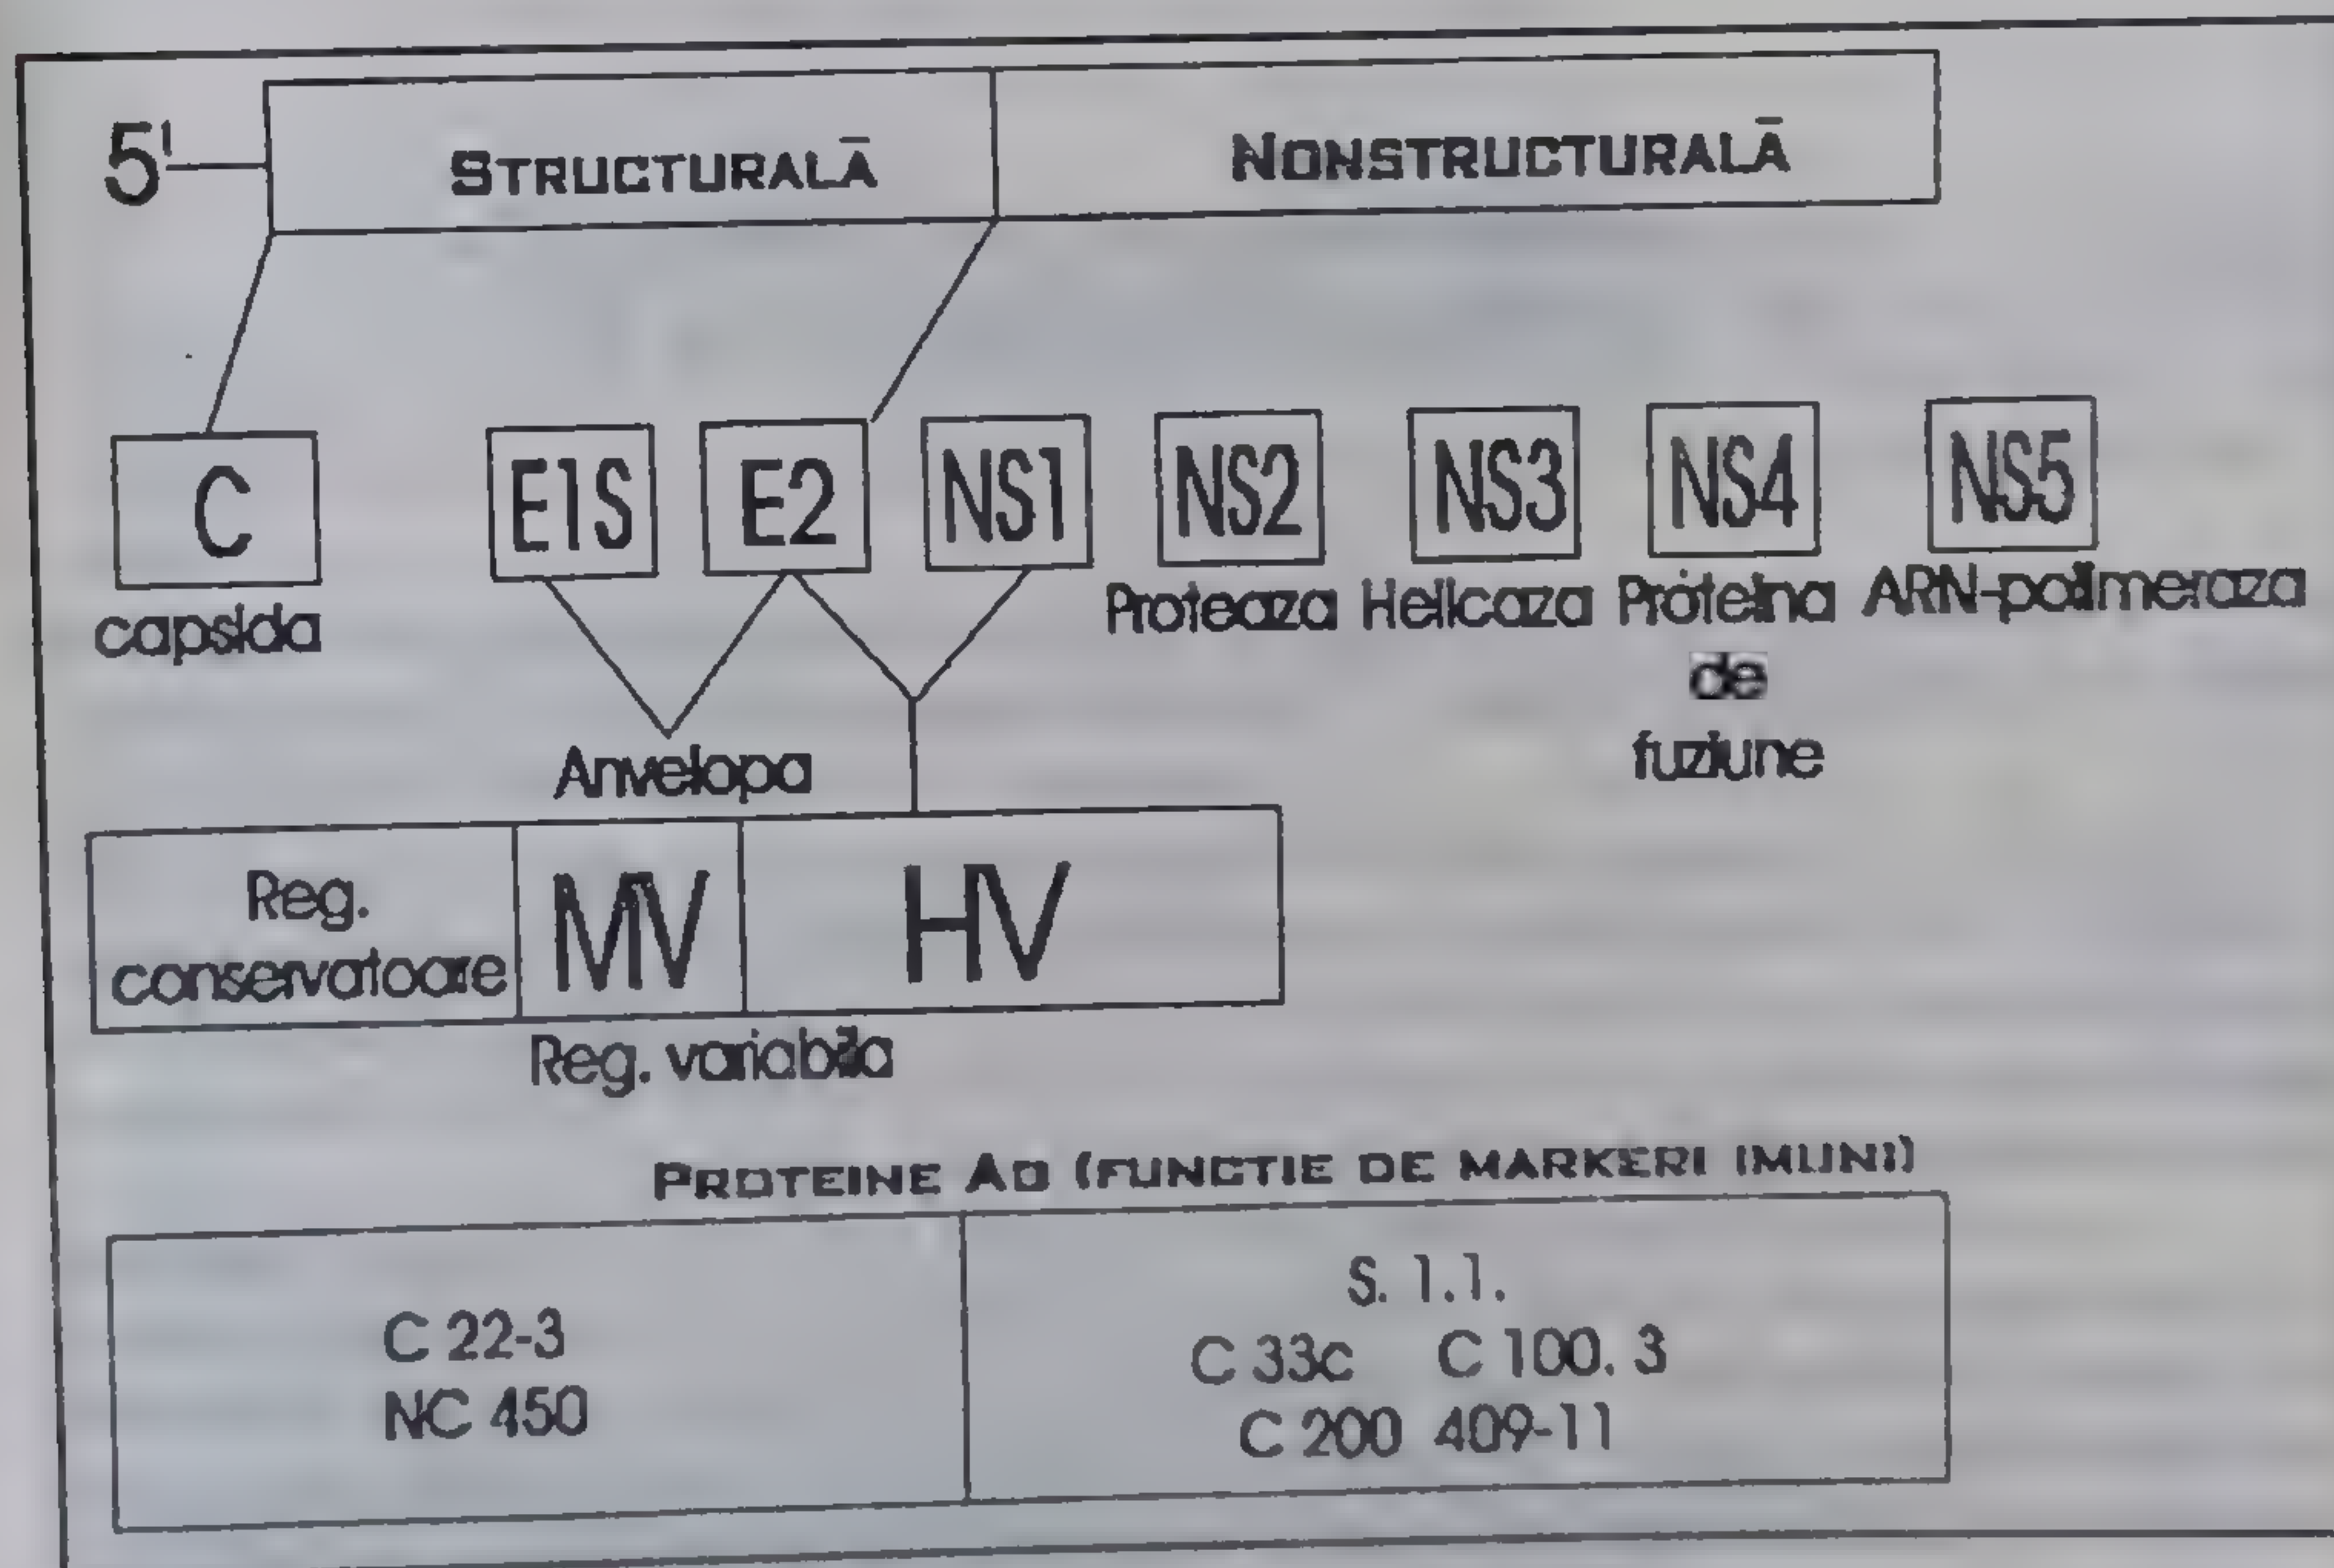 5'
STRUCTURALĂ
NONSTRUCTURALĂ
C
E1S
E2
NS1
NS2
NS3
NS4
NS5
capsida
Proteaza
Helicaza
Proteina
de
fuziune
ARN-polimeraza
Anvelopa
Reg.
conservatoare
MV
HV
Reg. variabila
PROTEINE AG (FUNCTIE DE MARKERI IMUNI)
C 22-3
NC 450
S. 1.1.
C 33c C 100. 3
C 200 409-11